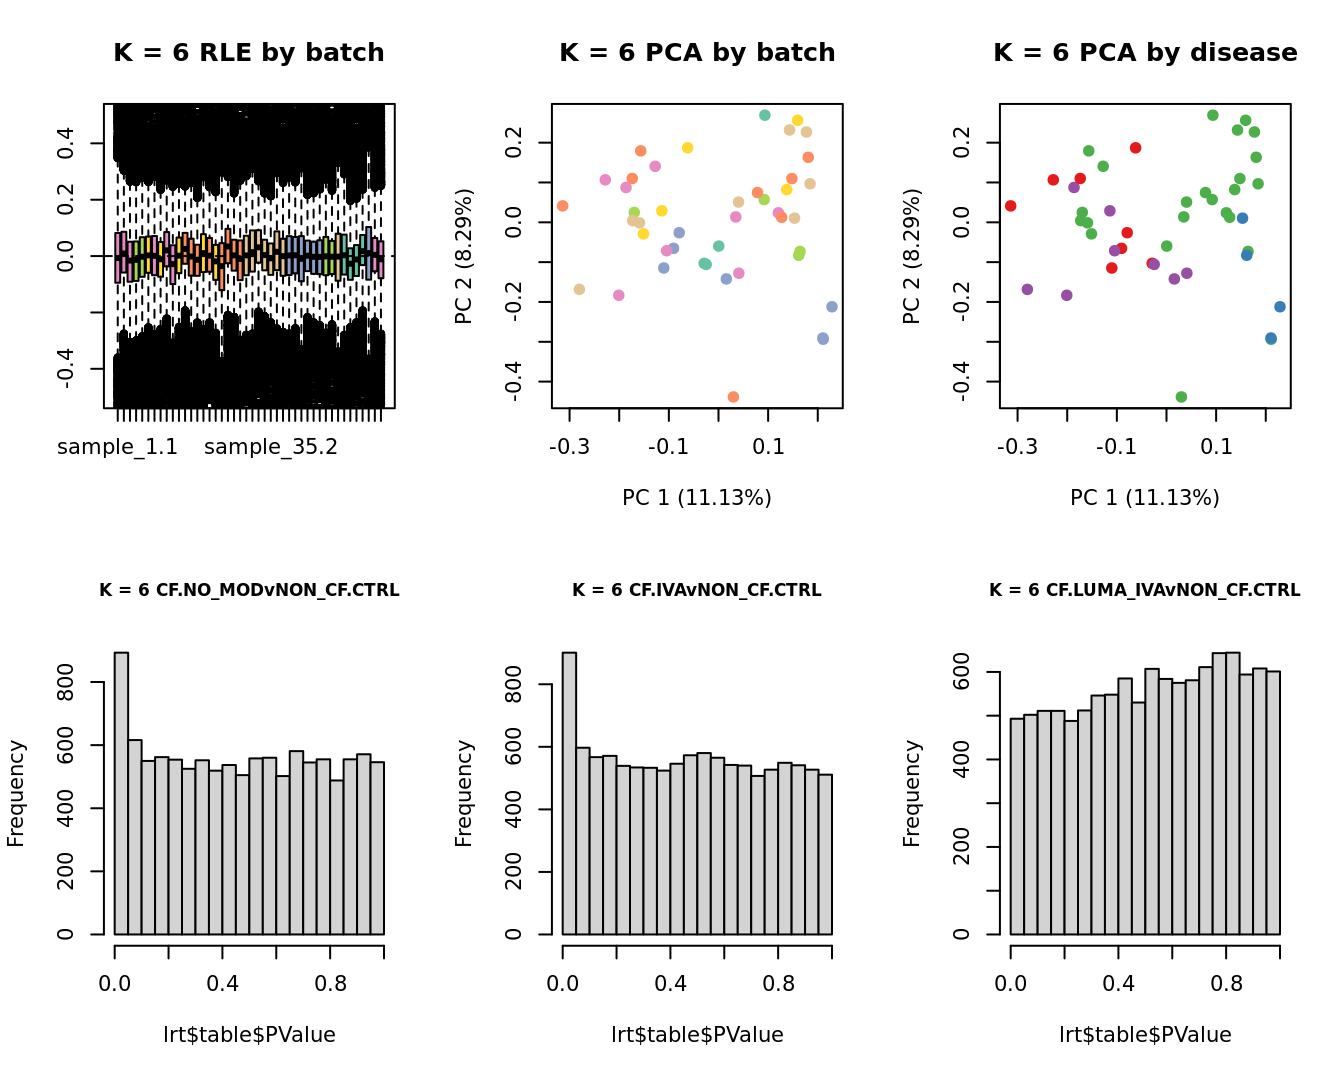 K = 6 RLE by batch
0.4
0.2
0.0
-0.4
sample_1.1 sample_35.2
K = 6 PCA by batch
PC 2 (8.29%)
0.2
0.0
-0.2
-0.4
-0.3 -0.1 0.1
PC 1 (11.13%)
K = 6 PCA by disease
PC 2 (8.29%)
0.2
0.0
-0.2
-0.4
-0.3 -0.1 0.1
PC 1 (11.13%)
K = 6 CF.NO_MODvNON_CF.CTRL
Frequency
800
600
400
200
0
0.0 0.4 0.8
lrt$table$PValue
K = 6 CF.IVAvNON_CF.CTRL
Frequency
800
600
400
200
0
0.0 0.4 0.8
lrt$table$PValue
K = 6 CF.LUMA_IVAvNON_CF.CTRL
Frequency
600
400
200
0
0.0 0.4 0.8
lrt$table$PValue